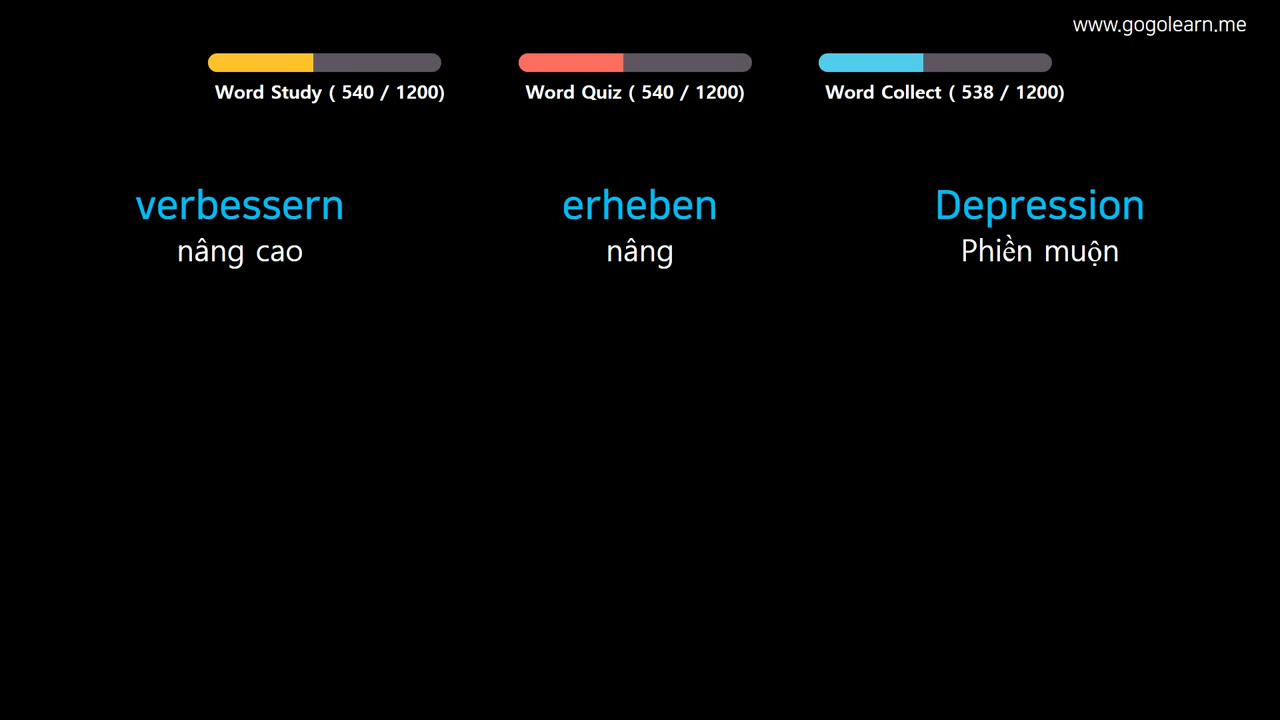 www.gogolearn.me
Word Study ( 540 / 1200)
Word Quiz ( 540 / 1200)
Word Collect ( 538 / 1200)
verbessern
nâng cao
erheben
nâng
Depression
Phiền muộn